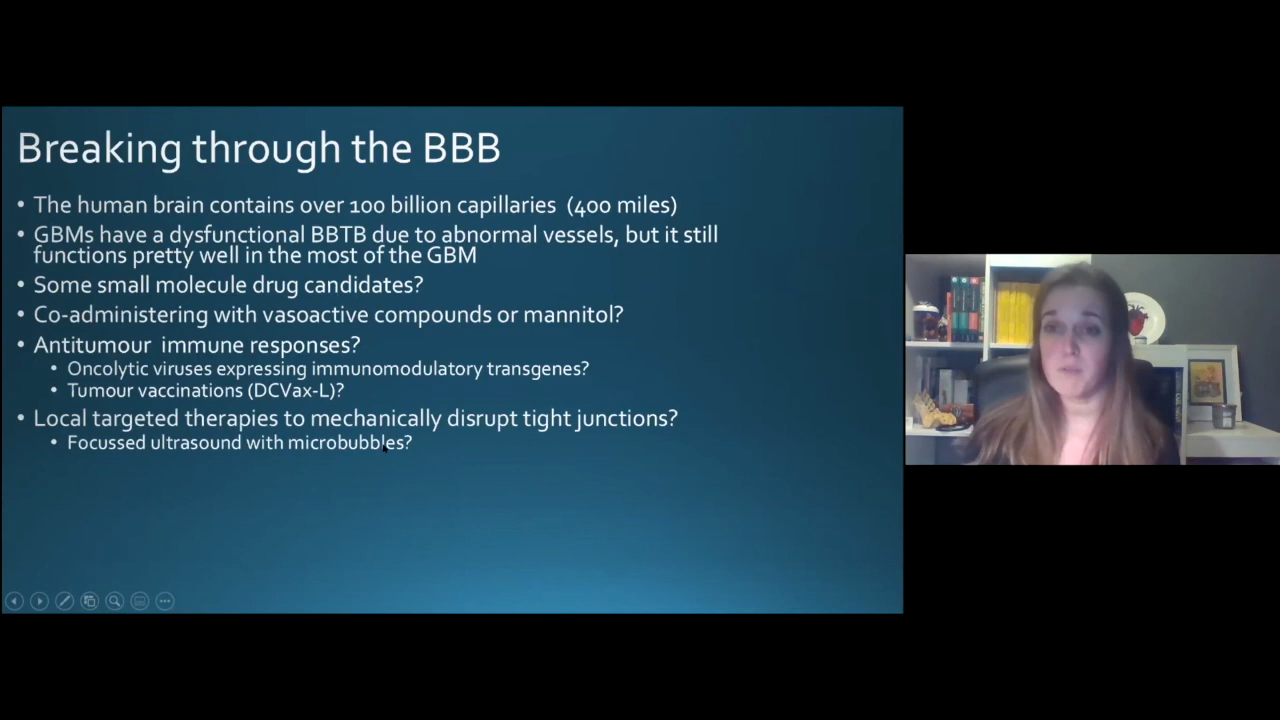 Breaking through the BBB
• The human brain contains over 100 billion capillaries (400 miles)
• GBMs have a dysfunctional BBTB due to abnormal vessels, but it still
functions pretty well in the most of the GBM
• Some small molecule drug candidates?
• Co-administering with vasoactive compounds or mannitol?
• Antitumour immune responses?
• Oncolytic viruses expressing immunomodulatory transgenes?
• Tumour vaccinations (DCVax-L)?
• Local targeted therapies to mechanically disrupt tight junctions?
• Focussed ultrasound with microbubbles?